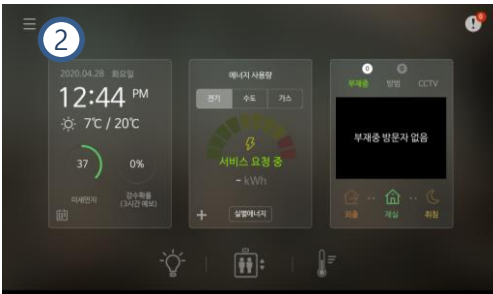 2
2020.04.28 화요일
12:44 PM
7℃ / 20℃
37
0%
미세먼지
강수확률
(3시간 예보)
에너지 사용량
전기 수도 가스
서비스 요청 중
- kWh
+
실별에너지
0 0
부재중 방범 CCTV
부재중 방문자 없음
외출 재실 취침